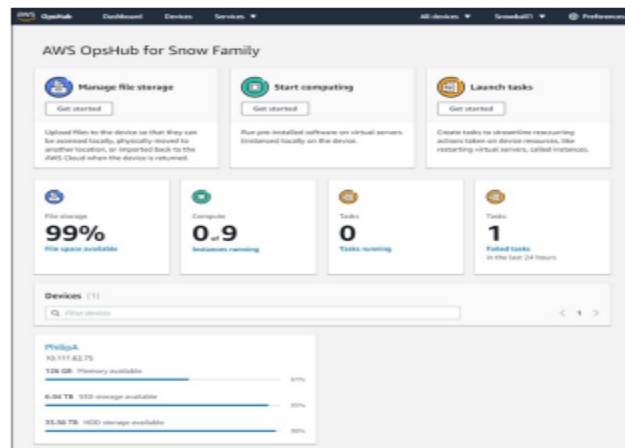 aws OpsHub Dashboard Devices Services ▼ All devices ▼ Snowball1 ▼ Preferences
AWS OpsHub for Snow Family
Manage file storage
Get started
Upload files to the device so that they can
be accessed locally, physically moved to
another location, or imported back to the
AWS Cloud when the device is returned.
Start computing
Get started
Run pre-installed software on virtual servers
(instances) locally on the device.
Launch tasks
Get started
Create tasks to streamline reoccurring
actions taken on device resources, like
restarting virtual servers, called instances.
File storage
99%
File space available
Compute
0 of 9
Instances running
Tasks
0
Tasks running
Tasks
1
Failed tasks
in the last 24 hours
Devices (1)
Filter device
< 1 >
PhilipA
10.111.62.75
126 GB Memory available
6.04 TB SSD storage available
35.56 TB HDD storage available